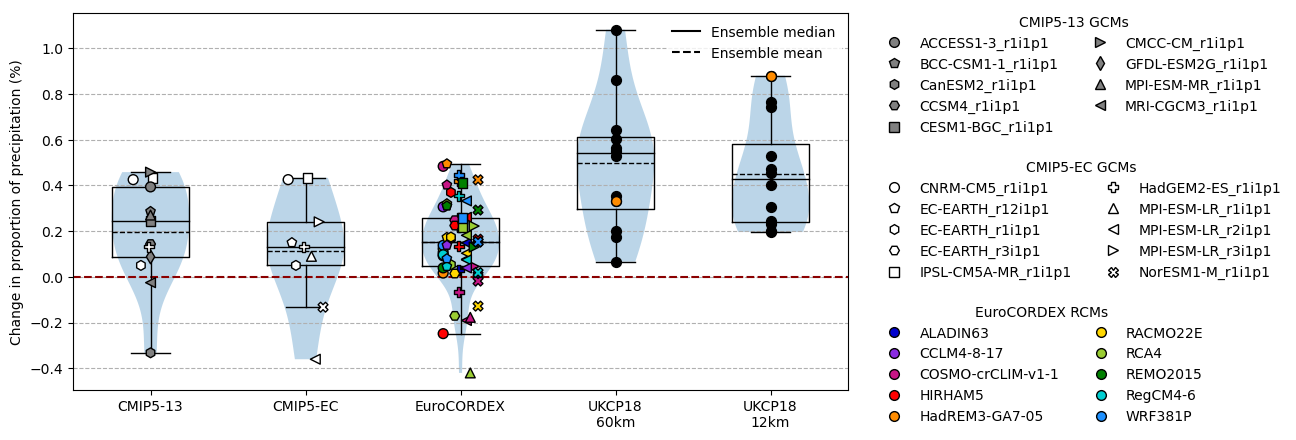 Change in proportion of precipitation (%)
1.0
0.8
0.6
0.4
0.2
0.0
−0.2
−0.4
CMIP5-13
CMIP5-EC
EuroCORDEX
UKCP18
60km
UKCP18
12km
Ensemble median
Ensemble mean
CMIP5-13 GCMs
ACCESS1-3_r1i1p1
BCC-CSM1-1_r1i1p1
CanESM2_r1i1p1
CCSM4_r1i1p1
CESM1-BGC_r1i1p1
CMCC-CM_r1i1p1
GFDL-ESM2G_r1i1p1
MPI-ESM-MR_r1i1p1
MRI-CGCM3_r1i1p1
CMIP5-EC GCMs
CNRM-CM5_r1i1p1
EC-EARTH_r12i1p1
EC-EARTH_r1i1p1
EC-EARTH_r3i1p1
IPSL-CM5A-MR_r1i1p1
HadGEM2-ES_r1i1p1
MPI-ESM-LR_r1i1p1
MPI-ESM-LR_r2i1p1
MPI-ESM-LR_r3i1p1
NorESM1-M_r1i1p1
EuroCORDEX RCMs
ALADIN63
CCLM4-8-17
COSMO-crCLIM-v1-1
HIRHAM5
HadREM3-GA7-05
RACMO22E
RCA4
REMO2015
RegCM4-6
WRF381P